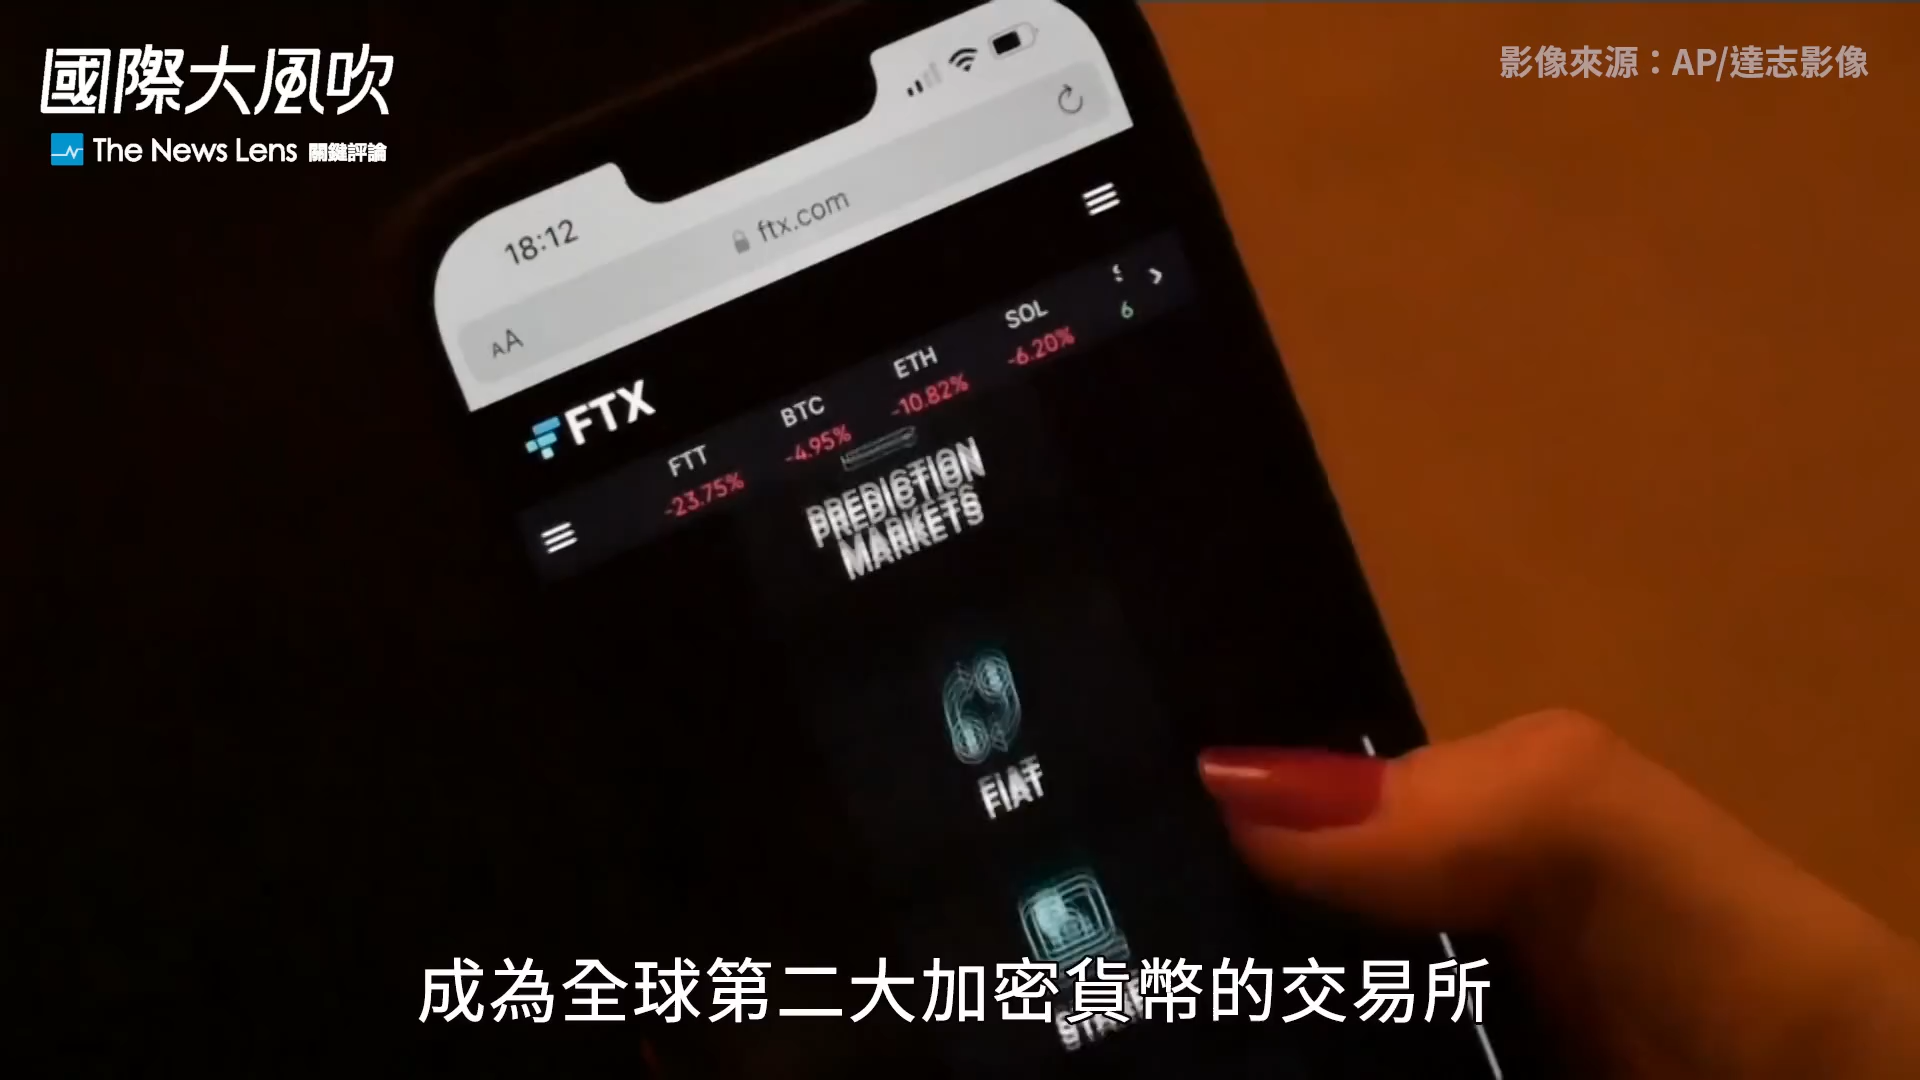 國際大風吹
The News Lens 關鍵評論
影像來源：AP/達志影像
18:12
AA
ftx.com
FTX
FTT
-23.75%
BTC
-4.95%
ETH
-10.82%
SOL
-6.20%
6
PREDICTION
MARKETS
FIAT
成為全球第二大加密貨幣的交易所